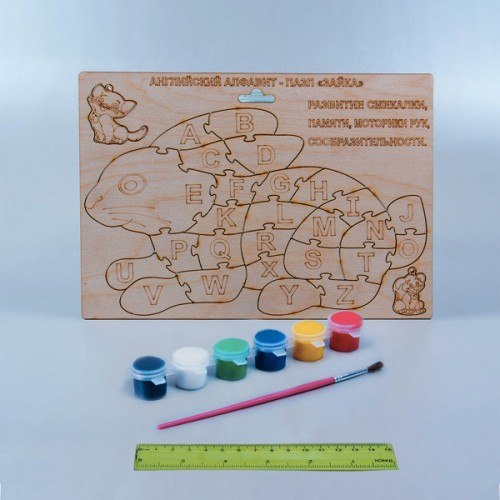 АНГЛИЙСКИЙ АЛФАВИТ - ПАЗЛ «ЗАЙКА»
РАЗВИТИЕ СМЕКАЛКИ,
ПАМЯТИ, МОТОРИКИ РУК,
СООБРАЗИТЕЛЬНОСТИ.
A B
C D
E F G H I J
K L M N O
P Q R S T
U V W X Y Z